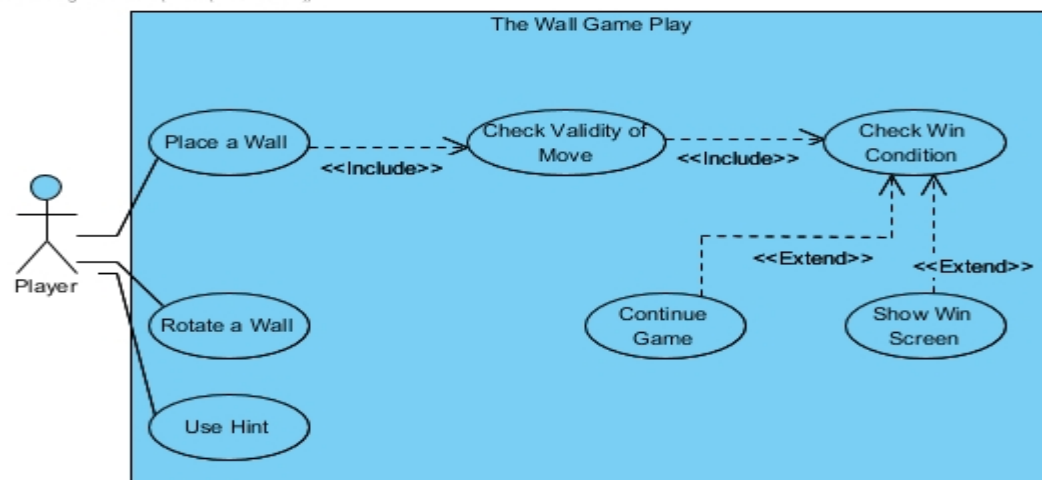 The Wall Game Play
Place a Wall
<<Include>>
Check Validity of
Move
<<Include>>
Check Win
Condition
Player
<<Extend>>
<<Extend>>
Rotate a Wall
Continue
Game
Show Win
Screen
Use Hint